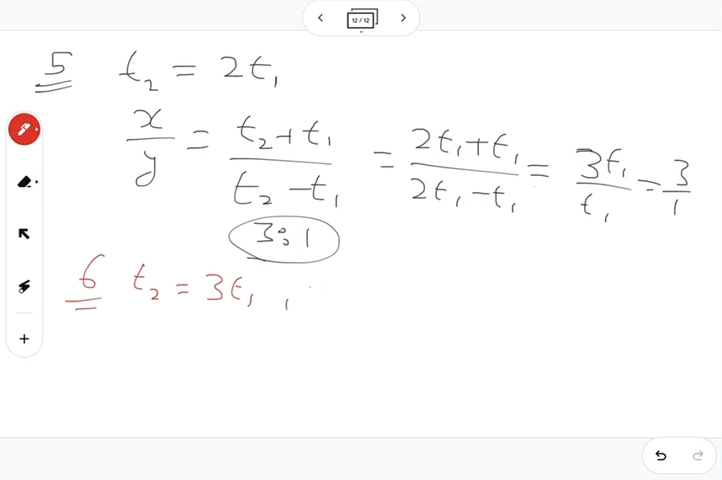 12 / 12
5 t₂ = 2t₁
x/y = (t₂ + t₁)/(t₂ - t₁) = (2t₁ + t₁)/(2t₁ - t₁) = 3t₁/t₁ = 3/1
3:1
6 t₂ = 3t₁ ,